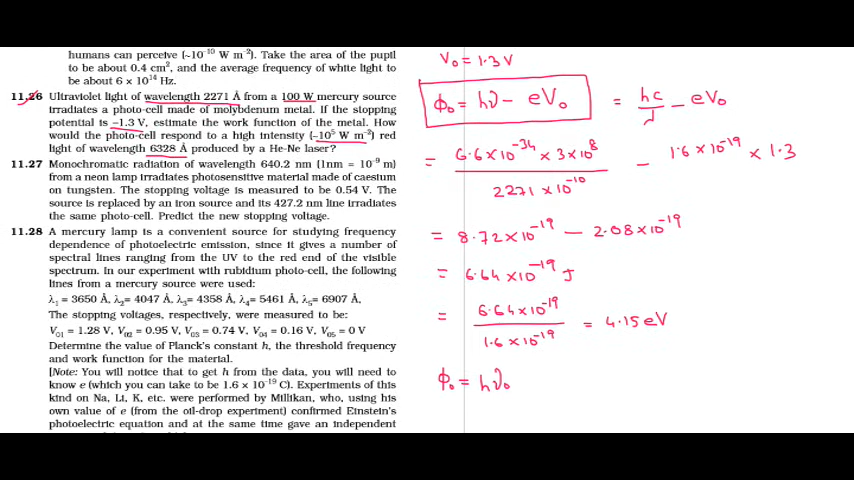 humans can perceive (~10⁻¹⁰ W m⁻²). Take the area of the pupil
to be about 0.4 cm², and the average frequency of white light to
be about 6 × 10¹⁴ Hz.
11.26 Ultraviolet light of wavelength 2271 Å from a 100 W mercury source
irradiates a photo-cell made of molybdenum metal. If the stopping
potential is –1.3 V, estimate the work function of the metal. How
would the photo-cell respond to a high intensity (~10⁵ W m⁻²) red
light of wavelength 6328 Å produced by a He-Ne laser?
11.27 Monochromatic radiation of wavelength 640.2 nm (1nm = 10⁻⁹ m)
from a neon lamp irradiates photosensitive material made of caesium
on tungsten. The stopping voltage is measured to be 0.54 V. The
source is replaced by an iron source and its 427.2 nm line irradiates
the same photo-cell. Predict the new stopping voltage.
11.28 A mercury lamp is a convenient source for studying frequency
dependence of photoelectric emission, since it gives a number of
spectral lines ranging from the UV to the red end of the visible
spectrum. In our experiment with rubidium photo-cell, the following
lines from a mercury source were used:
λ₁ = 3650 Å, λ₂= 4047 Å, λ₃= 4358 Å, λ₄= 5461 Å, λ₅= 6907 Å,
The stopping voltages, respectively, were measured to be:
V₀₁ = 1.28 V, V₀₂ = 0.95 V, V₀₃ = 0.74 V, V₀₄ = 0.16 V, V₀₅ = 0 V
Determine the value of Planck's constant h, the threshold frequency
and work function for the material.
[Note: You will notice that to get h from the data, you will need to
know e (which you can take to be 1.6 × 10⁻¹⁹ C). Experiments of this
kind on Na, Li, K, etc. were performed by Millikan, who, using his
own value of e (from the oil-drop experiment) confirmed Einstein's
photoelectric equation and at the same time gave an independent
V₀ = 1.3 V
ϕ₀ = hν – eV₀ = hc/λ – eV₀
= 6.6×10⁻³⁴ × 3×10⁸ / 2271×10⁻¹⁰ – 1.6×10⁻¹⁹ × 1.3
= 8.72×10⁻¹⁹ – 2.08×10⁻¹⁹
= 6.64×10⁻¹⁹ J
= 6.64×10⁻¹⁹ / 1.6×10⁻¹⁹ = 4.15 eV
ϕ₀ = hν₀